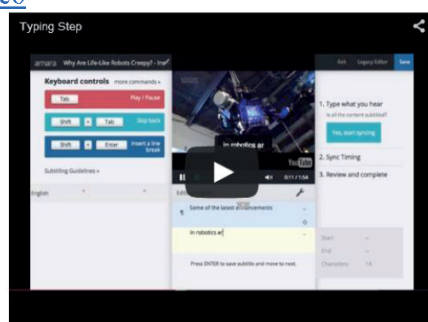 Typing Step
amara Why Are Life-Like Robots Creepy? - Ins
Exit Legacy Editor Save
Keyboard controls more commands »
Tab Play / Pause
Shift + Tab Skip back
Shift + Enter Insert a line break
Subtitling Guidelines »
English
In robotics ar
YouTube
0:11 / 1:54
Some of the latest enhancements
In robotics ar
Press ENTER to save subtitle and move to next.
1. Type what you hear
Is all the content subtitled?
Yes, start syncing
2. Sync Timing
3. Review and complete
Start --
End --
Characters 14